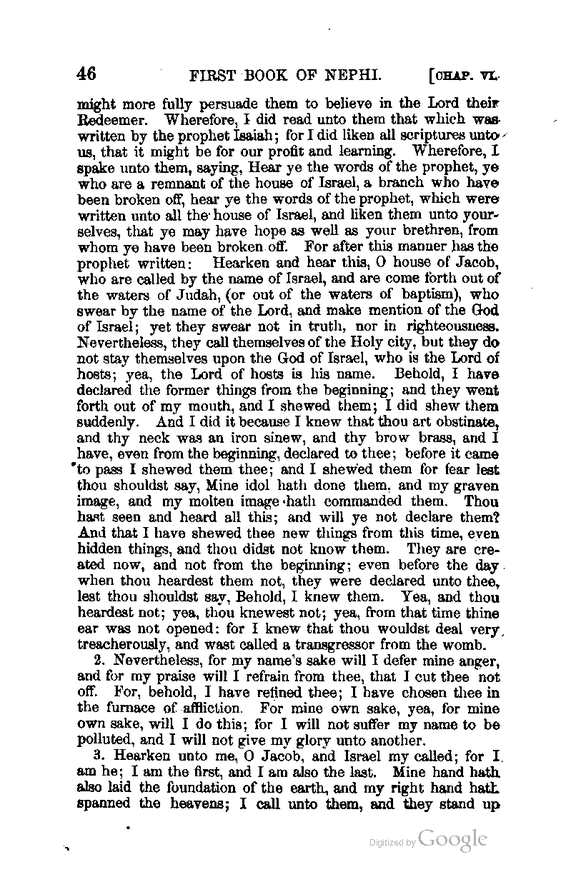 46 FIRST BOOK OF NEPHI. [CHAP. VI.
might more fully persuade them to believe in the Lord their
Redeemer. Wherefore, I did read unto them that which was
written by the prophet Isaiah; for I did liken all scriptures unto
us, that it might be for our profit and learning. Wherefore, I
spake unto them, saying, Hear ye the words of the prophet, ye
who are a remnant of the house of Israel, a branch who have
been broken off, hear ye the words of the prophet, which were
written unto all the house of Israel, and liken them unto your-
selves, that ye may have hope as well as your brethren, from
whom ye have been broken off. For after this manner has the
prophet written: Hearken and hear this, O house of Jacob,
who are called by the name of Israel, and are come forth out of
the waters of Judah, (or out of the waters of baptism), who
swear by the name of the Lord, and make mention of the God
of Israel; yet they swear not in truth, nor in righteousness.
Nevertheless, they call themselves of the Holy city, but they do
not stay themselves upon the God of Israel, who is the Lord of
hosts; yea, the Lord of hosts is his name. Behold, I have
declared the former things from the beginning; and they went
forth out of my mouth, and I shewed them; I did shew them
suddenly. And I did it because I knew that thou art obstinate,
and thy neck was an iron sinew, and thy brow brass, and I
have, even from the beginning, declared to thee; before it came
to pass I shewed them thee; and I shewed them for fear lest
thou shouldst say, Mine idol hath done them, and my graven
image, and my molten image hath commanded them. Thou
hast seen and heard all this; and will ye not declare them?
And that I have shewed thee new things from this time, even
hidden things, and thou didst not know them. They are cre-
ated now, and not from the beginning; even before the day
when thou heardest them not, they were declared unto thee,
lest thou shouldst say, Behold, I knew them. Yea, and thou
heardest not; yea, thou knewest not; yea, from that time thine
ear was not opened: for I knew that thou wouldst deal very
treacherously, and wast called a transgressor from the womb.
2. Nevertheless, for my name's sake will I defer mine anger,
and for my praise will I refrain from thee, that I cut thee not
off. For, behold, I have refined thee; I have chosen thee in
the furnace of affliction. For mine own sake, yea, for mine
own sake, will I do this; for I will not suffer my name to be
polluted, and I will not give my glory unto another.
3. Hearken unto me, O Jacob, and Israel my called; for I
am he; I am the first, and I am also the last. Mine hand hath
also laid the foundation of the earth, and my right hand hath
spanned the heavens; I call unto them, and they stand up
Digitized by Google